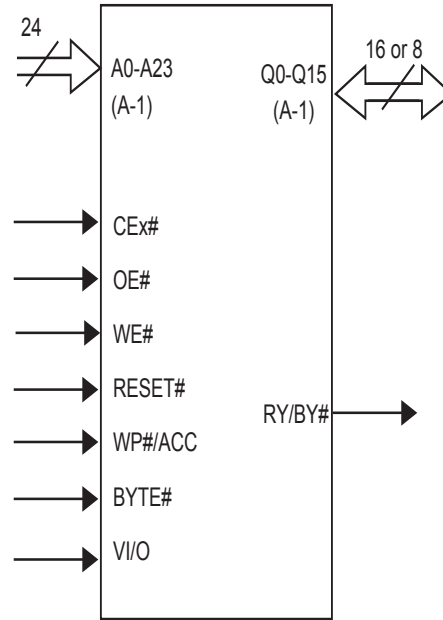 24
16 or 8
A0-A23
Q0-Q15
(A-1)
(A-1)
CEx#
OE#
WE#
RESET#
RY/BY#
WP#/ACC
BYTE#
VI/O